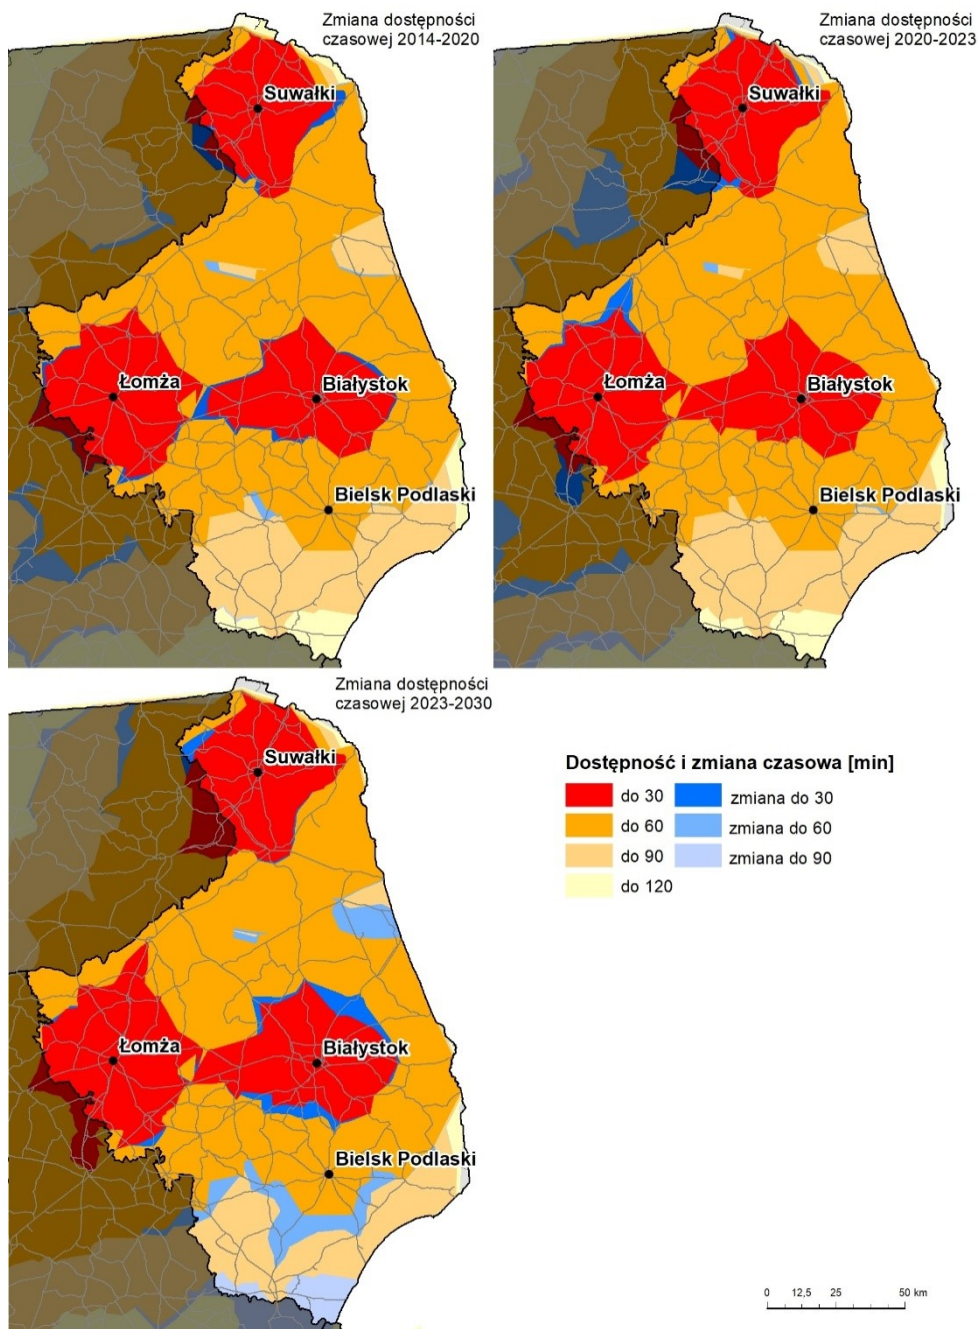 Zmiana dostępności
czasowej 2014-2020
Suwałki
Łomża
Białystok
Bielsk Podlaski
Zmiana dostępności
czasowej 2020-2023
Suwałki
Łomża
Białystok
Bielsk Podlaski
Zmiana dostępności
czasowej 2023-2030
Suwałki
Łomża
Białystok
Bielsk Podlaski
Dostępność i zmiana czasowa [min]
do 30 zmiana do 30
do 60 zmiana do 60
do 90 zmiana do 90
do 120
0 12,5 25 50 km